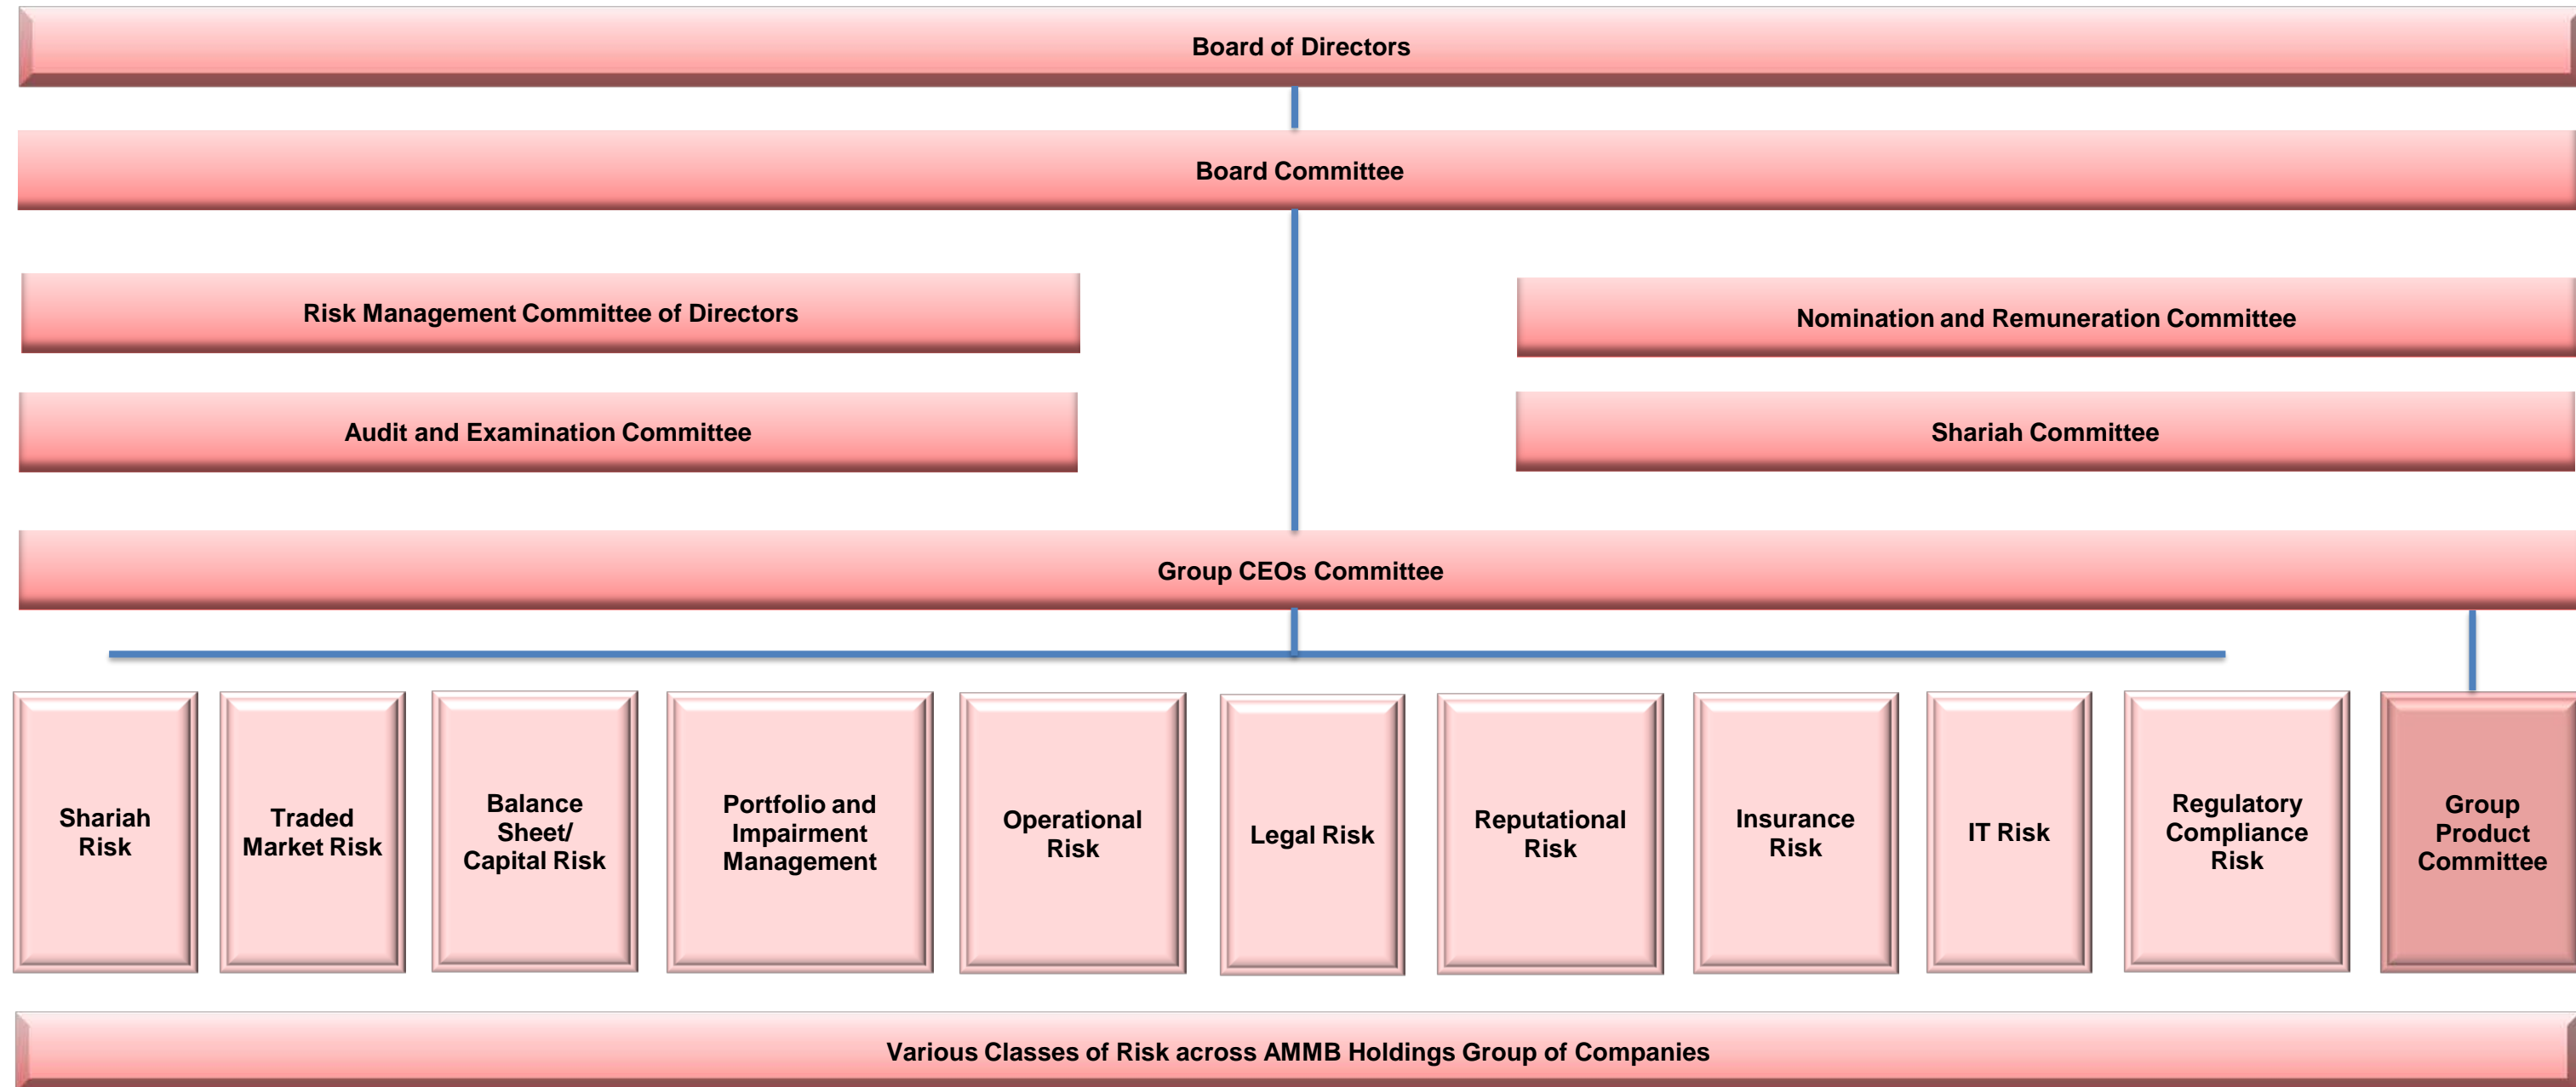 Board of Directors
Board Committee
Risk Management Committee of Directors
Nomination and Remuneration Committee
Audit and Examination Committee
Shariah Committee
Group CEOs Committee
Shariah
Risk
Traded
Market Risk
Balance
Sheet/
Capital Risk
Portfolio and
Impairment
Management
Operational
Risk
Legal Risk
Reputational
Risk
Insurance
Risk
IT Risk
Regulatory
Compliance
Risk
Group
Product
Committee
Various Classes of Risk across AMMB Holdings Group of Companies